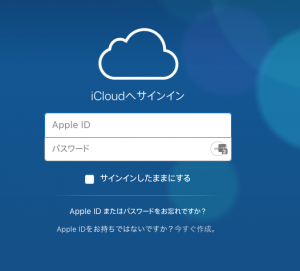 iCloudへサインイン
Apple ID
パスワード
サインインしたままにする
Apple ID またはパスワードをお忘れですか？
Apple IDをお持ちではないですか？今すぐ作成。